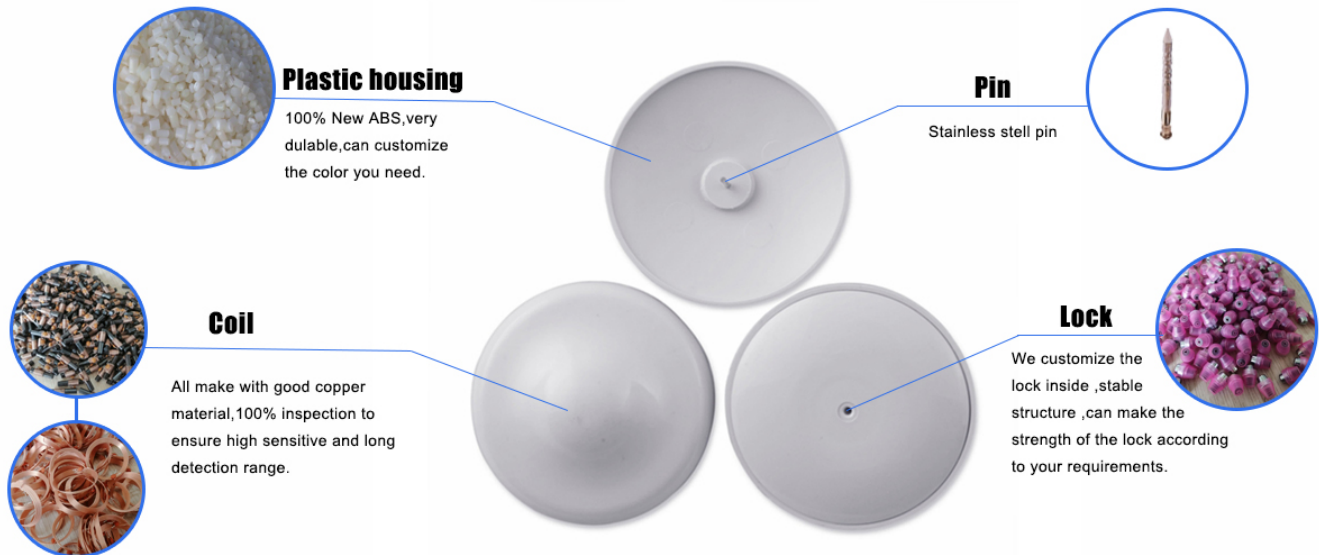 Plastic housing
100% New ABS,very
dulable,can customize
the color you need.
Pin
Stainless stell pin
Coil
All make with good copper
material,100% inspection to
ensure high sensitive and long
detection range.
Lock
We customize the
lock inside ,stable
structure ,can make the
strength of the lock according
to your requirements.